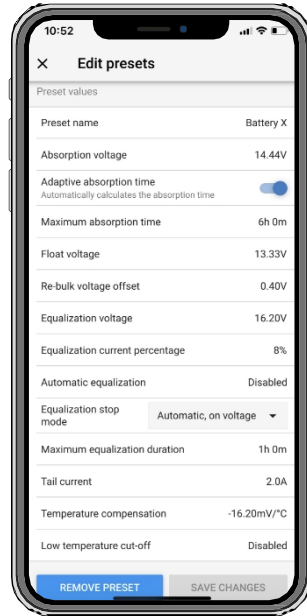 10:52
Edit presets
Preset values
Preset name Battery X
Absorption voltage 14.44V
Adaptive absorption time
Automatically calculates the absorption time
Maximum absorption time 6h 0m
Float voltage 13.33V
Re-bulk voltage offset 0.40V
Equalization voltage 16.20V
Equalization current percentage 8%
Automatic equalization Disabled
Equalization stop
mode Automatic, on voltage
Maximum equalization duration 1h 0m
Tail current 2.0A
Temperature compensation -16.20mV/°C
Low temperature cut-off Disabled
REMOVE PRESET SAVE CHANGES